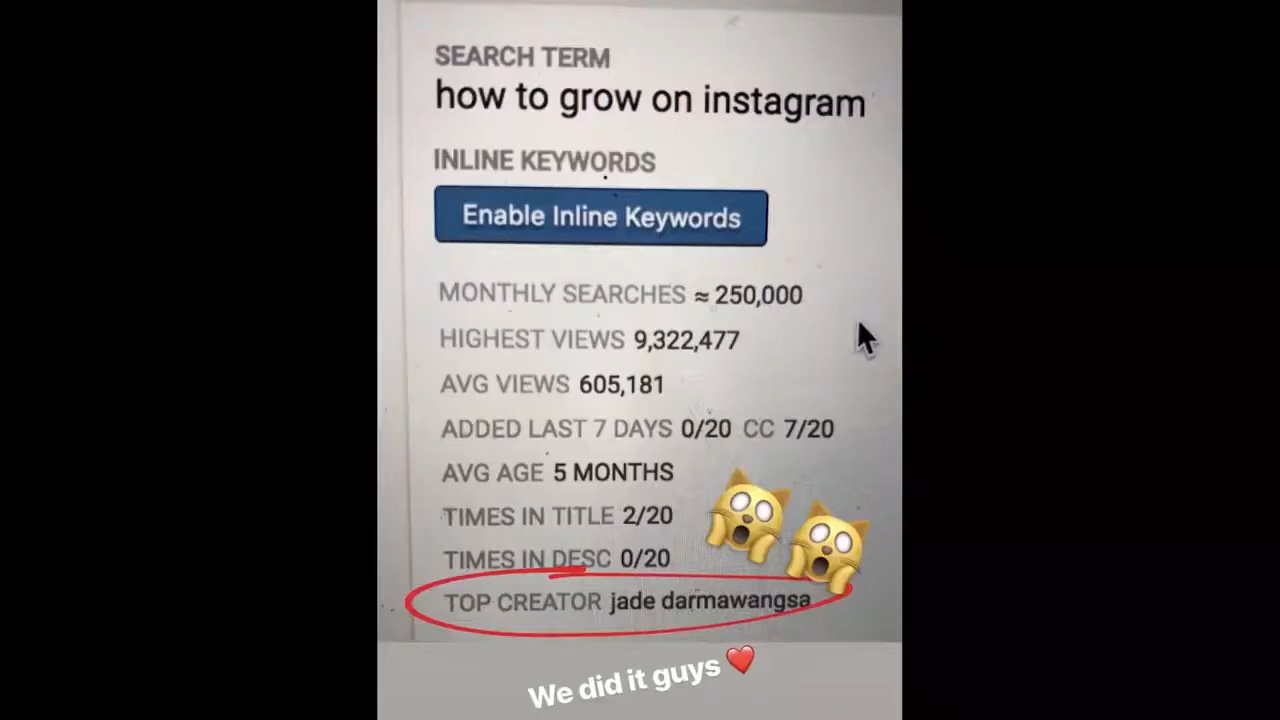 SEARCH TERM
how to grow on instagram
INLINE KEYWORDS
Enable Inline Keywords
MONTHLY SEARCHES ≈ 250,000
HIGHEST VIEWS 9,322,477
AVG VIEWS 605,181
ADDED LAST 7 DAYS 0/20 CC 7/20
AVG AGE 5 MONTHS
TIMES IN TITLE 2/20
TIMES IN DESC 0/20
TOP CREATOR jade darmawangsa
We did it guys ❤️